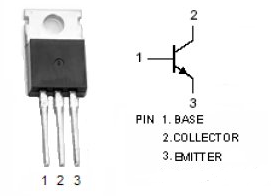 2
1
3
1 2 3
PIN 1. BASE
2.COLLECTOR
3.EMITTER